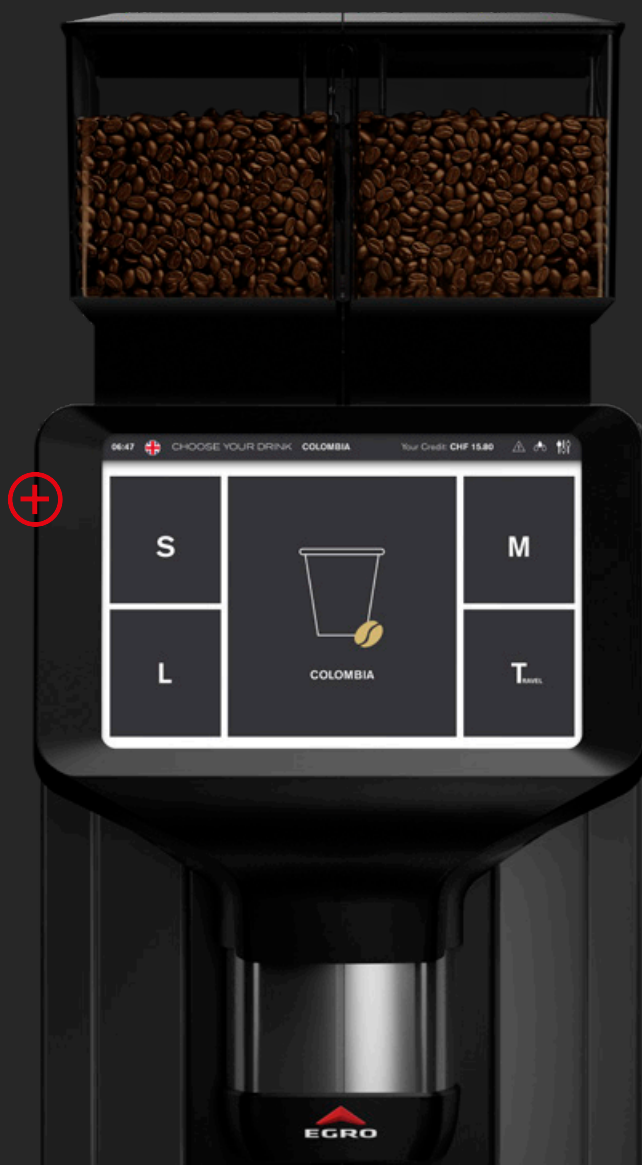 06:47 CHOOSE YOUR DRINK COLOMBIA Your Credit: CHF 15.80
S
M
L
COLOMBIA
TRAVEL
EGRO